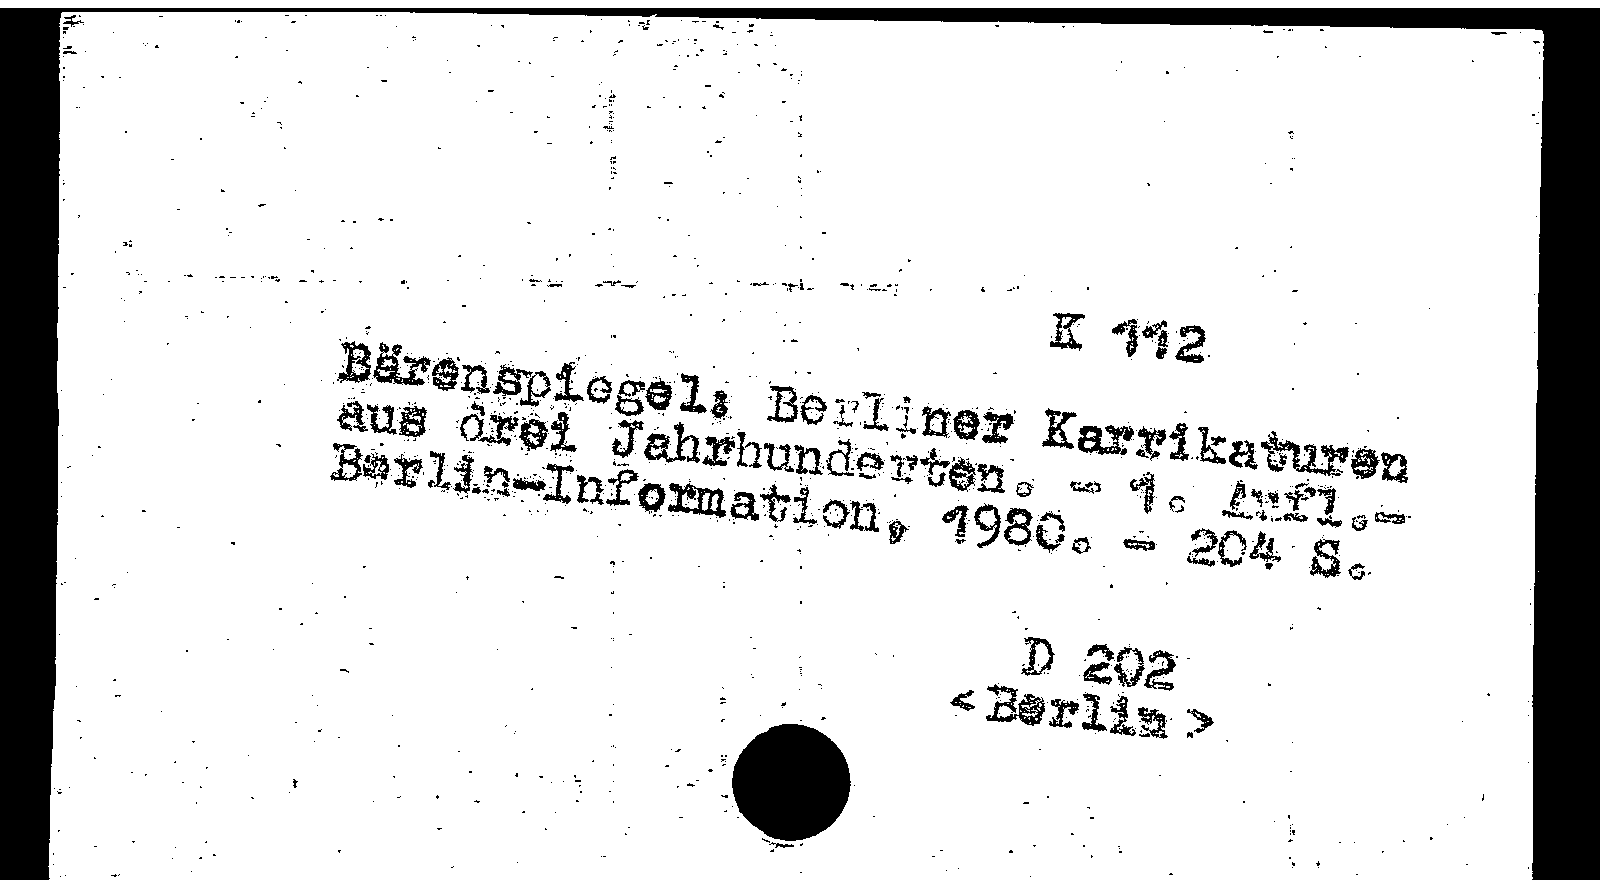 K 112
Bärenspiegel: Berliner Karrikaturen
aus drei Jahrhunderten. - 1. Aufl.-
Berlin-Information, 1980. - 204 S.
D 202
<Berlin>